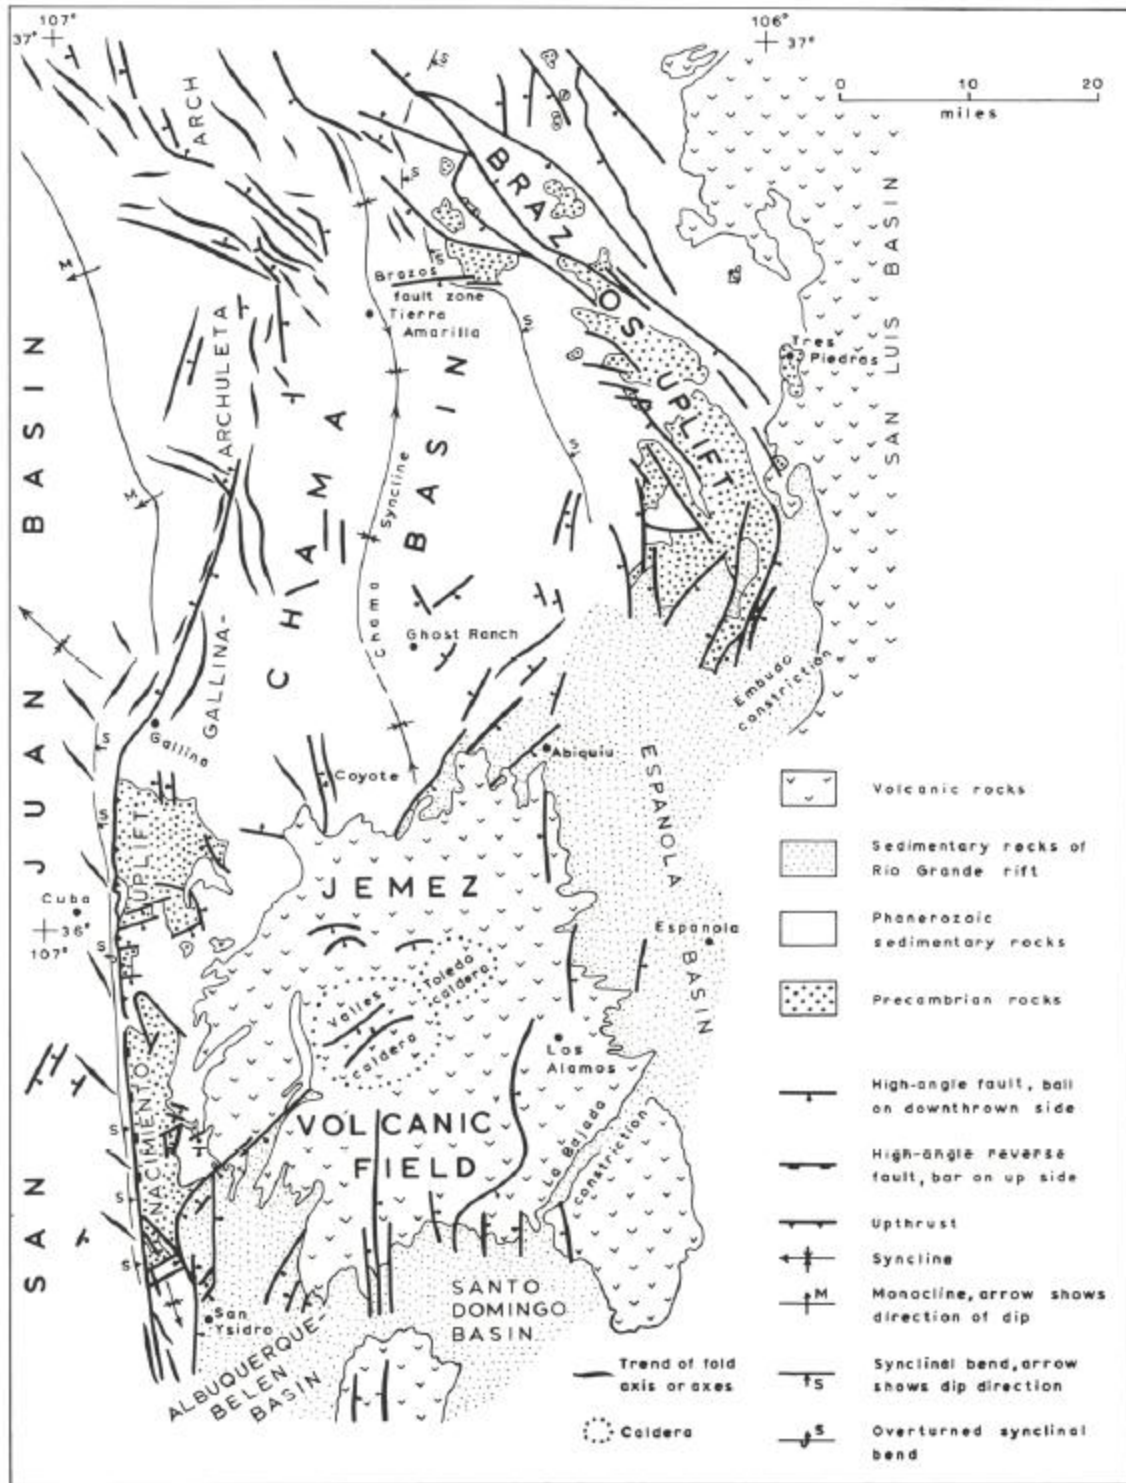 107°
37°
106°
37°
0 10 20
miles
ARCH
BRAZOS UPLIFT
SAN LUIS BASIN
M
S
S
S
Brazos
fault zone
Tierra
Amarilla
S
Tres
Piedras
SAN JUAN BASIN
GALLINA-
ARCHULETA
CHAMA
BASIN
Chama Syncline
S
M
Ghost Ranch
Embudo
constriction
Gallina
S
Coyote
Abiquiu
ESPANOLA
BASIN
S
NACIMIENTO UPLIFT
Cuba
36°
107°
S
JEMEZ
Espanola
Toledo
caldera
Valles
caldera
Los
Alamos
VOLCANIC
FIELD
La Bajada
constriction
S
S
S
San
Ysidro
SANTO
DOMINGO
BASIN
ALBUQUERQUE-
BELEN
BASIN
Volcanic rocks
Sedimentary rocks of
Rio Grande rift
Phanerozoic
sedimentary rocks
Precambrian rocks
High-angle fault, ball
on downthrown side
High-angle reverse
fault, bar on up side
Upthrust
Syncline
M
Monocline, arrow shows
direction of dip
S
Synclinal bend, arrow
shows dip direction
S
Overturned synclinal
bend
Trend of fold
axis or axes
Caldera